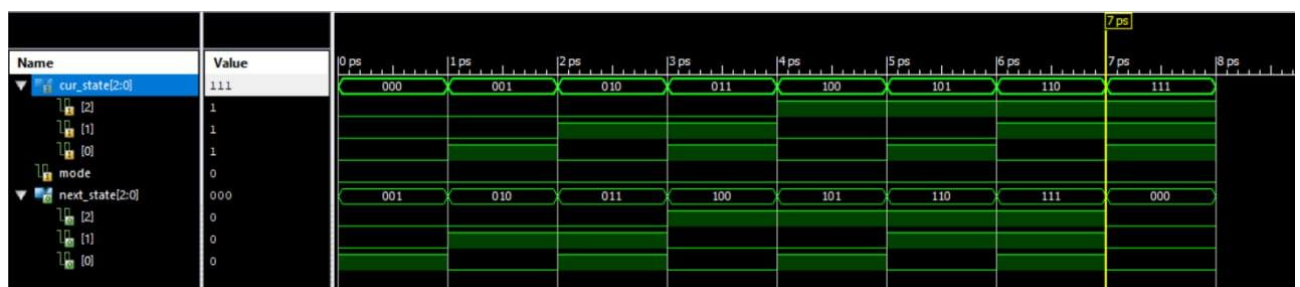 7 ps
Name Value 0 ps 1 ps 2 ps 3 ps 4 ps 5 ps 6 ps 7 ps 8 ps
cur_state[2:0] 111 000 001 010 011 100 101 110 111
[2] 1
[1] 1
[0] 1
mode 0
next_state[2:0] 000 001 010 011 100 101 110 111 000
[2] 0
[1] 0
[0] 0